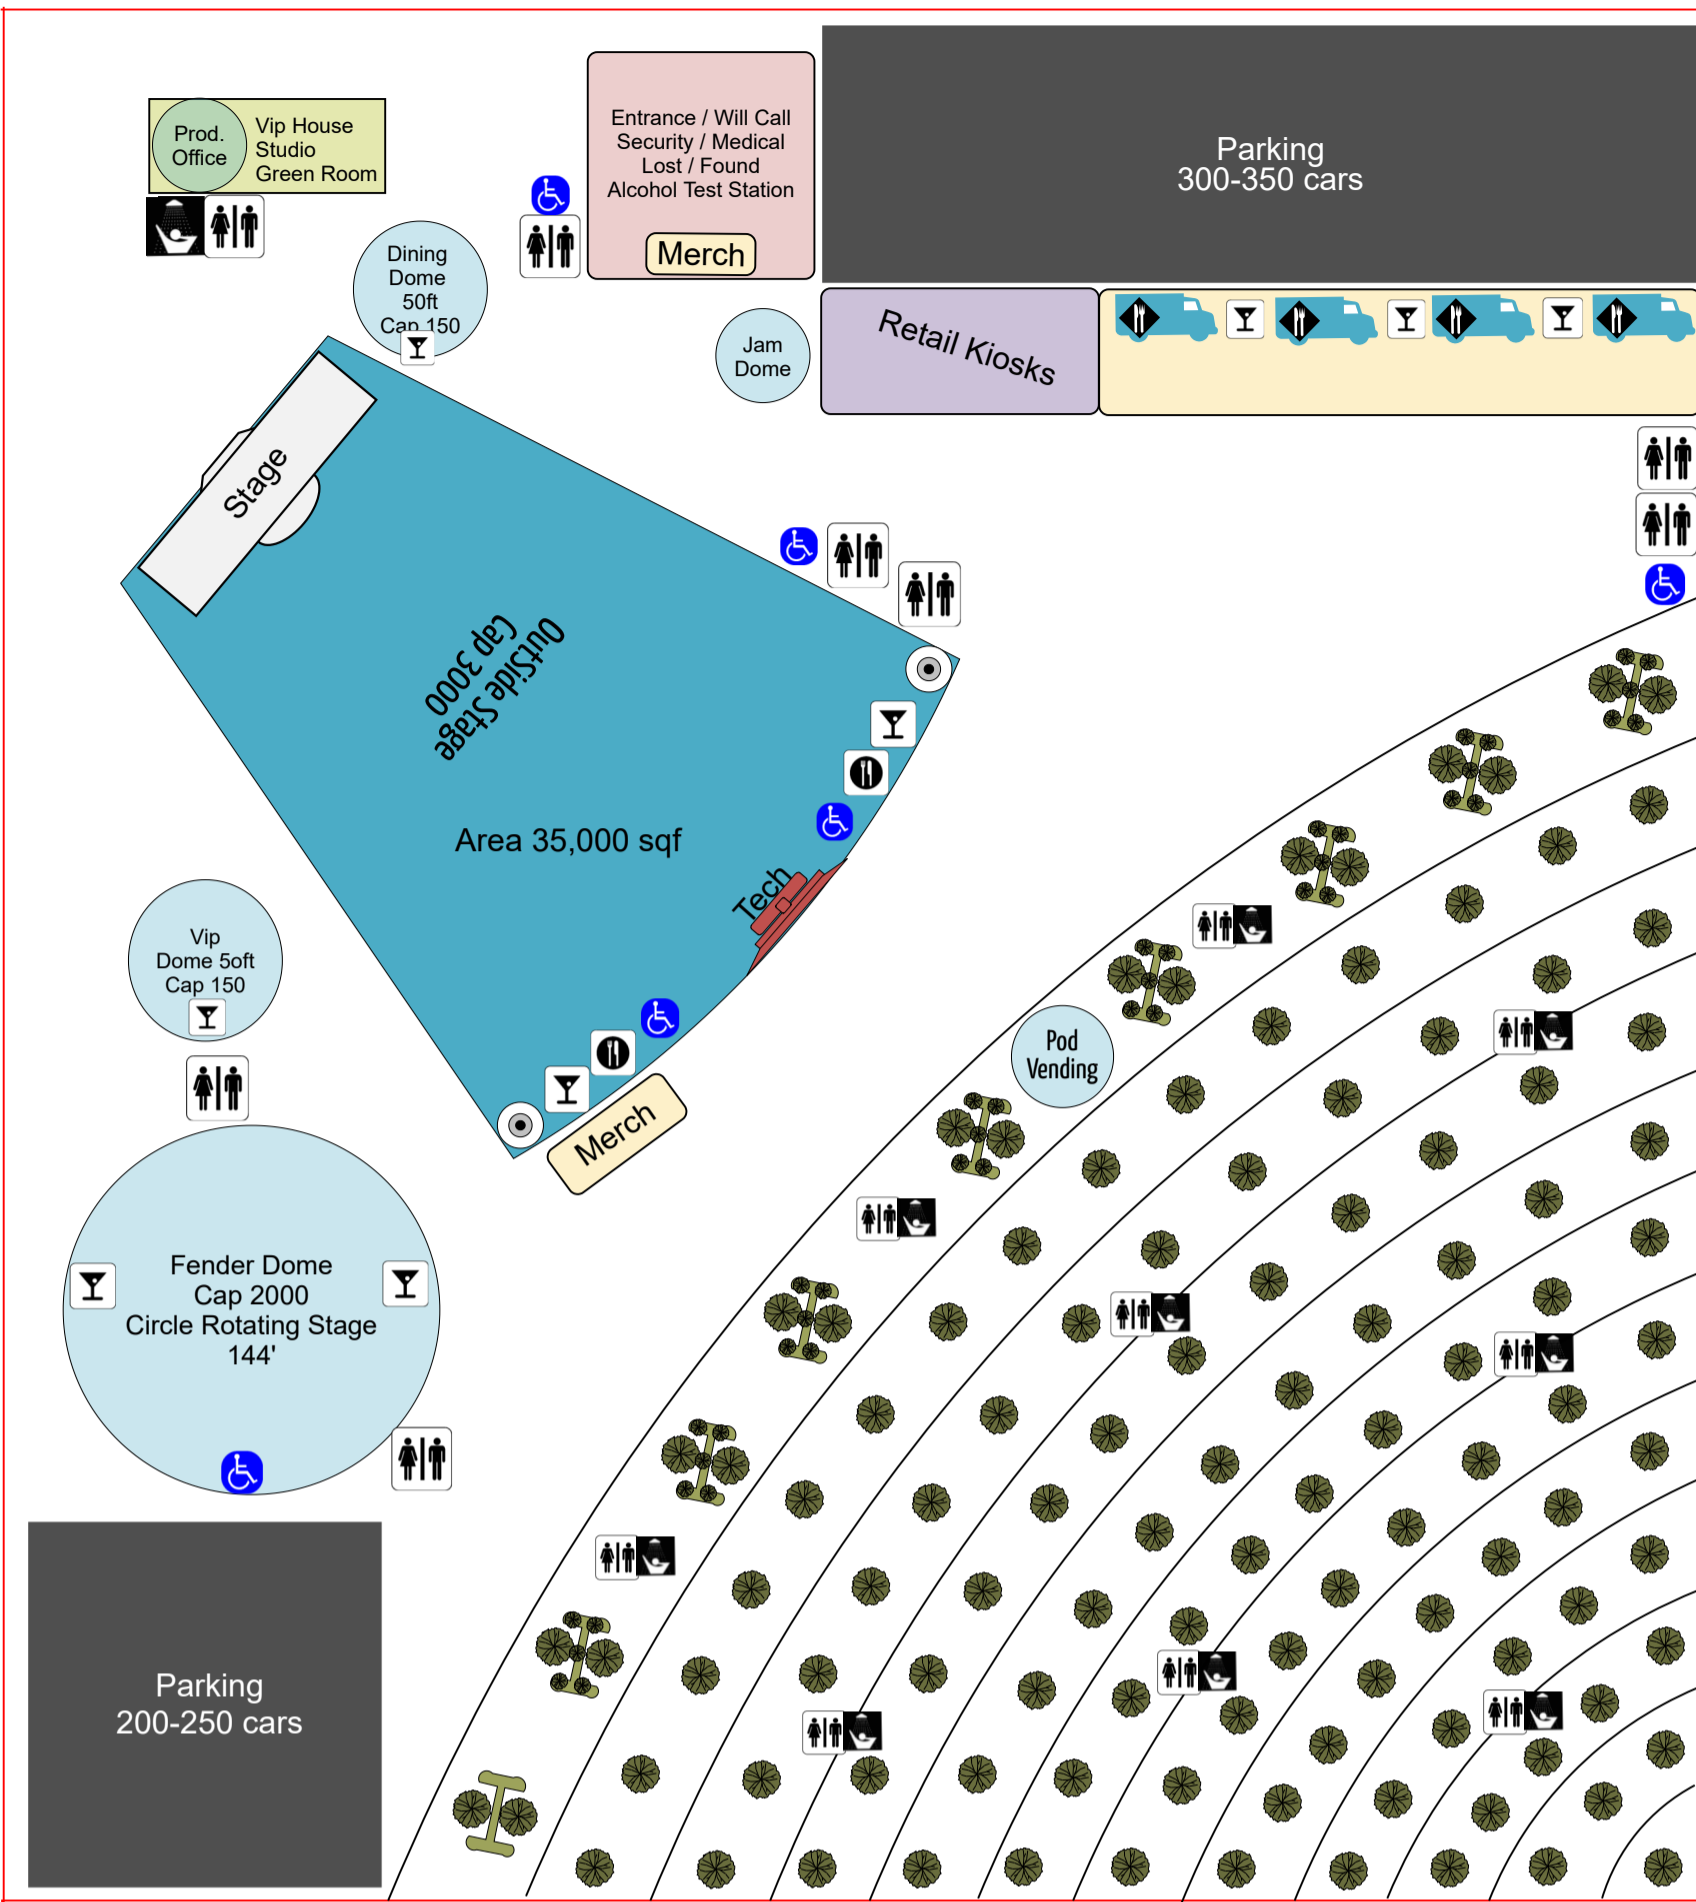 Entrance / Will Call
Security / Medical
Lost / Found
Alcohol Test Station
Merch
Parking
300-350 cars
Prod.
Office
Vip House
Studio
Green Room
Dining
Dome
50ft
Cap 150
Jam
Dome
Retail Kiosks
Stage
OutSide Stage
Cap 3000
Area 35,000 sqf
Tech
Vip
Dome 5oft
Cap 150
Pod
Vending
Merch
Fender Dome
Cap 2000
Circle Rotating Stage
144'
Parking
200-250 cars